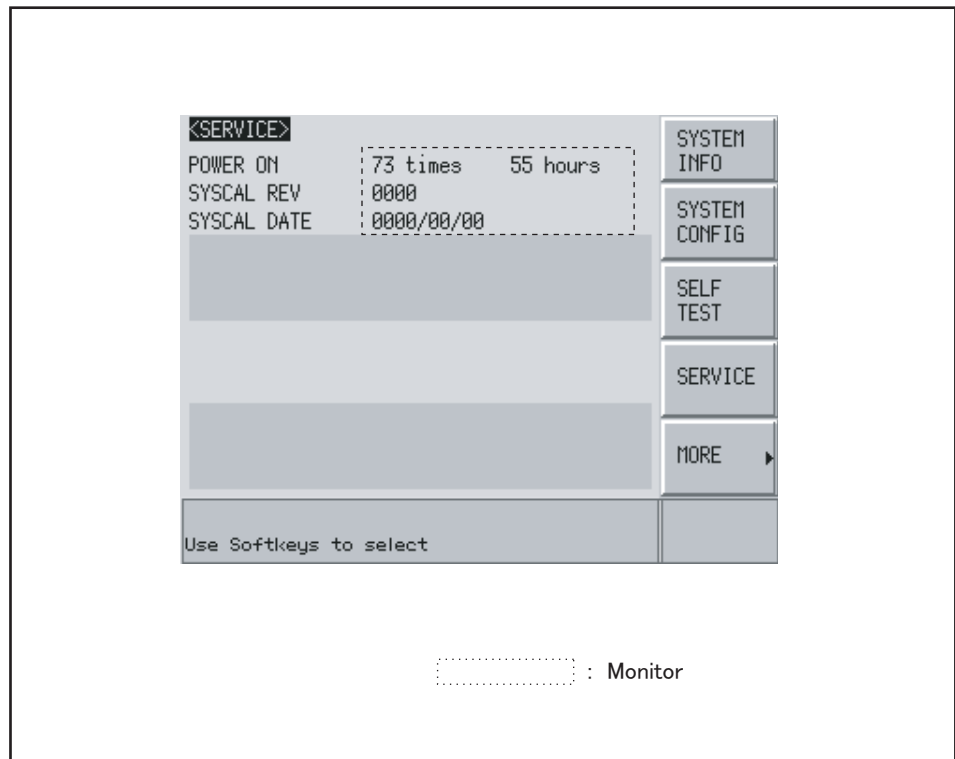 <SERVICE>
POWER ON 73 times 55 hours
SYSCAL REV 0000
SYSCAL DATE 0000/00/00
SYSTEM
INFO
SYSTEM
CONFIG
SELF
TEST
SERVICE
MORE
Use Softkeys to select
: Monitor